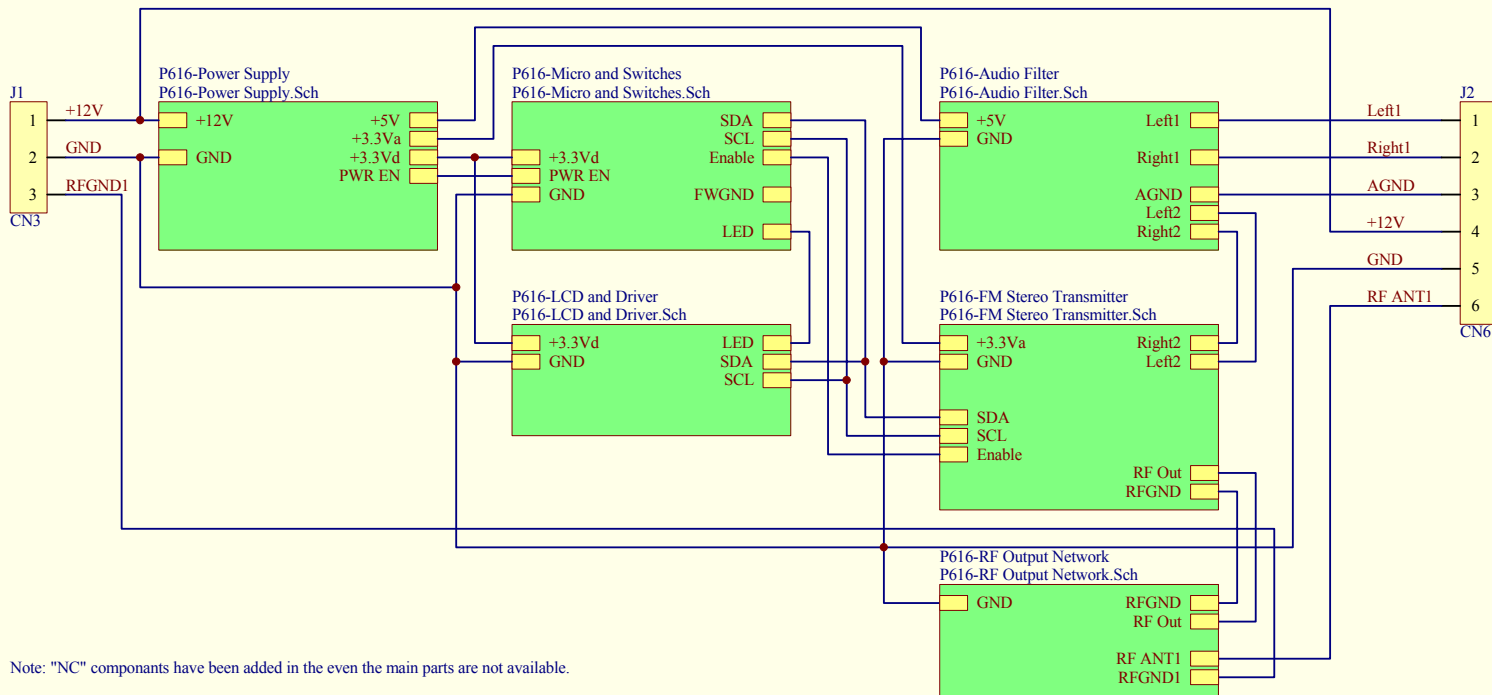 J1
+12V
1
GND
2
RFGND1
3
CN3
P616-Power Supply
P616-Power Supply.Sch
+12V
+5V
+3.3Va
GND
+3.3Vd
PWR EN
P616-Micro and Switches
P616-Micro and Switches.Sch
SDA
SCL
+3.3Vd
Enable
PWR EN
GND
FWGND
LED
P616-Audio Filter
P616-Audio Filter.Sch
+5V
Left1
GND
Right1
AGND
Left2
Right2
J2
Left1
1
Right1
2
AGND
3
+12V
4
GND
5
RF ANT1
6
CN6
P616-LCD and Driver
P616-LCD and Driver.Sch
+3.3Vd
LED
GND
SDA
SCL
P616-FM Stereo Transmitter
P616-FM Stereo Transmitter.Sch
+3.3Va
Right2
GND
Left2
SDA
SCL
Enable
RF Out
RFGND
P616-RF Output Network
P616-RF Output Network.Sch
GND
RFGND
RF Out
RF ANT1
RFGND1
Note: "NC" componants have been added in the even the main parts are not available.